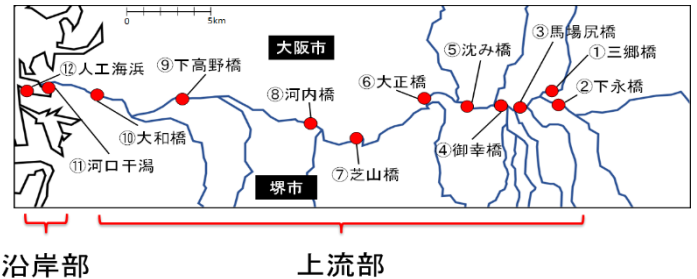 0
5km
③馬場尻橋
⑨下高野橋
大阪市
⑤沈み橋
①三郷橋
⑫人工海浜
⑥大正橋
②下永橋
⑧河内橋
⑩大和橋
④御幸橋
⑪河口干潟
⑦芝山橋
堺市
沿岸部
上流部